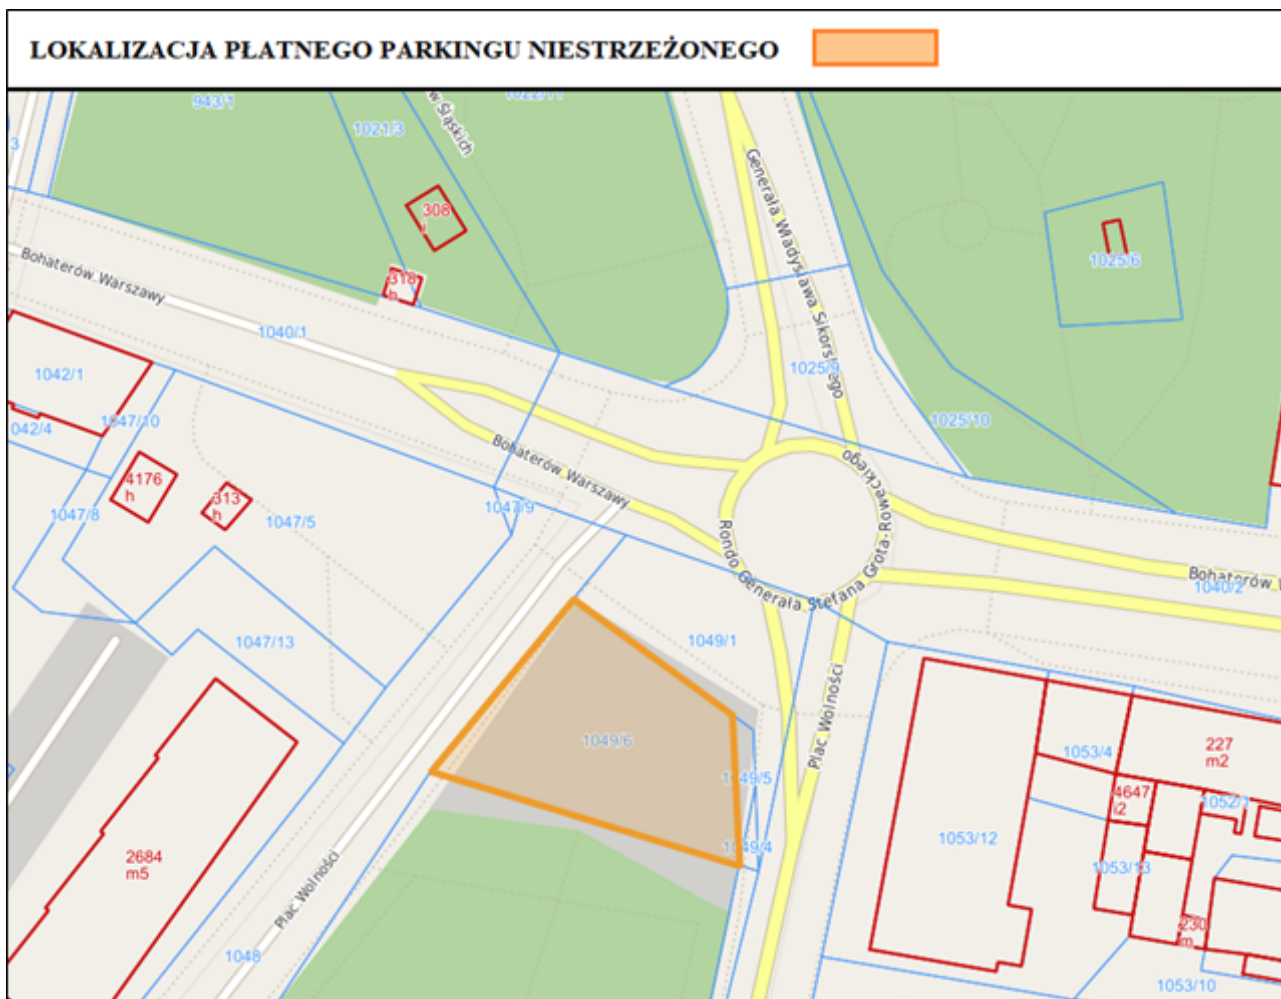 LOKALIZACJA PŁATNEGO PARKINGU NIESTRZEŻONEGO
943/1
1021/3
w Śląskich
3
308
i
Generała Władysława Sikorskiego
1025/6
Bohaterów Warszawy
318
h
1040/1
1025/9
1042/1
1047/10
042/4
1025/10
Bohaterów Warszawy
4176
h
313
h
1047/8
1047/5
1047/9
Rondo Generała Stefana Grota-Roweckiego
Bohaterów W
1040/2
1047/13
1049/1
Plac Wolności
1049/6
1049/5
1053/4
227
m2
4647
i2
1052/1
1049/4
1053/12
2684
m5
1053/13
Plac Wolności
230
m
1048
1053/10